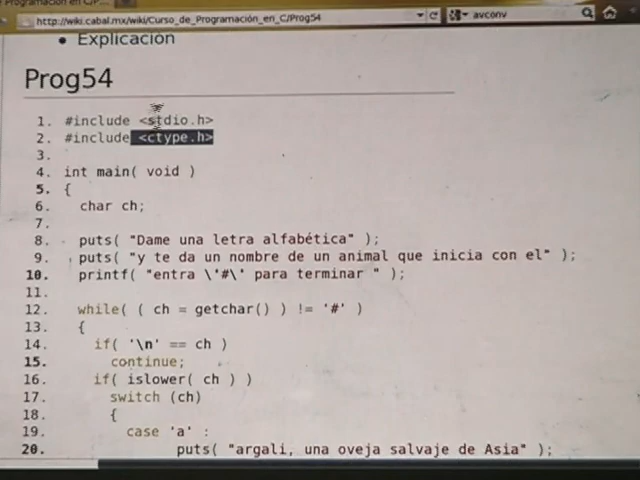 Programación en C/P...
http://wiki.cabal.mx/wiki/Curso_de_Programación_en_C/Prog54
avconv
• Explicación
Prog54
1. #include <stdio.h>
2. #include <ctype.h>
3.
4. int main( void )
5. {
6. char ch;
7.
8. puts( "Dame una letra alfabética" );
9. puts( "y te da un nombre de un animal que inicia con el" );
10. printf( "entra \'#\' para terminar " );
11.
12. while( ( ch = getchar() ) != '#' )
13. {
14. if( '\n' == ch )
15. continue;
16. if( islower( ch ) )
17. switch (ch)
18. {
19. case 'a' :
20. puts( "argali, una oveja salvaje de Asia" );